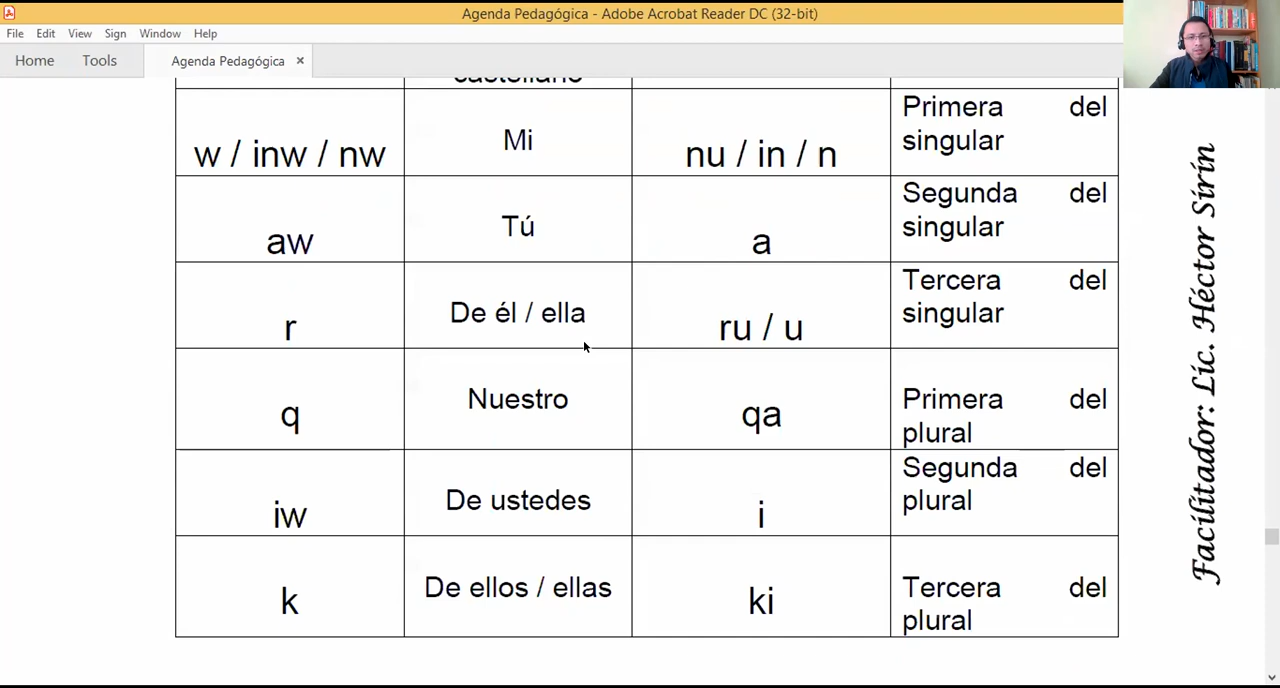 Agenda Pedagógica - Adobe Acrobat Reader DC (32-bit)
File Edit View Sign Window Help
Home Tools Agenda Pedagógica ×
castellano
w / inw / nw Mi nu / in / n Primera del
singular
aw Tú a Segunda del
singular
r De él / ella ru / u Tercera del
singular
q Nuestro qa Primera del
plural
iw De ustedes i Segunda del
plural
k De ellos / ellas ki Tercera del
plural
Facilitador: Lic. Héctor Sirín